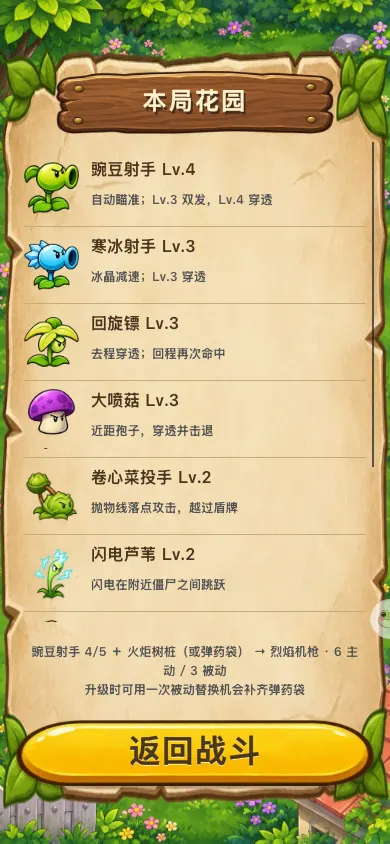 本局花园
豌豆射手 Lv.4
自动瞄准；Lv.3 双发，Lv.4 穿透
寒冰射手 Lv.3
冰晶减速；Lv.3 穿透
回旋镖 Lv.3
去程穿透；回程再次命中
大喷菇 Lv.3
近距孢子，穿透并击退
卷心菜投手 Lv.2
抛物线落点攻击，越过盾牌
闪电芦苇 Lv.2
闪电在附近僵尸之间跳跃
豌豆射手 4/5 + 火炬树桩（或弹药袋） → 烈焰机枪 · 6 主
动 / 3 被动
升级时可用一次被动替换机会补齐弹药袋
返回战斗